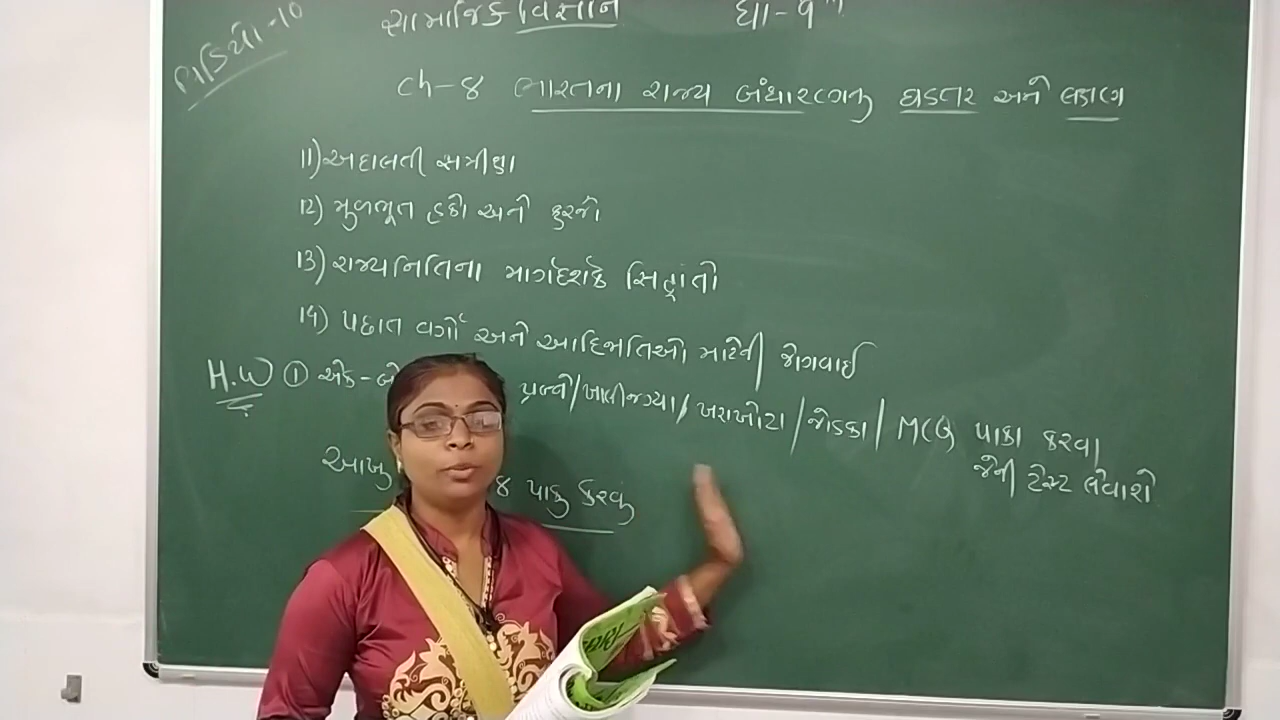 વિડિયો-10
સામાજિક વિજ્ઞાન ધો-9
ch-8 ભારતના રાજ્ય બંધારણનુ ઘડતર અને લક્ષણ
11) અદાલતી સમીક્ષા
12) મુળભૂત હકો અને ફરજો
13) રાજ્યનિતિના માર્ગદેર્શક સિદ્ધાંતો
14) પછાત વર્ગો અને આદિજાતિઓ માટેની જોગવાઈ
H.W ① એક- પ્રશ્નો/ખાલીજગ્યા/ખરાખોટા/જોડકા/MCQ પાકા કરવા
જેની ટેસ્ટ લેવાશે
આખુ 8 પાકુ કરવું